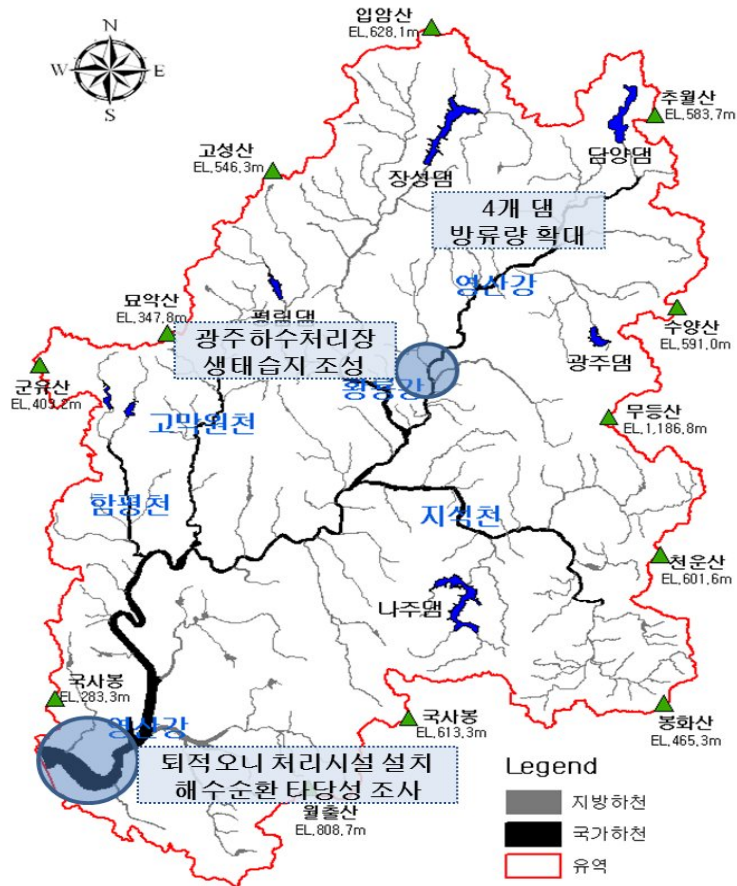 입암산
EL.628.1m
N
W
E
S
추월산
EL.583.7m
담양댐
고성산
EL.546.3m
장성댐
4개 댐
방류량 확대
영산강
평림댐
묘악산
EL.347.8m
수양산
EL.591.0m
광주하수처리장
생태습지 조성
광주댐
군유산
EL.403.2m
황룡강
고막원천
무등산
EL.1,186.8m
함평천
지석천
천운산
EL.601.6m
나주댐
국사봉
EL.283.3m
영산강
국사봉
EL.613.3m
봉화산
EL.465.3m
퇴적오니 처리시설 설치
해수순환 타당성 조사
월출산
EL.808.7m
Legend
지방하천
국가하천
유역